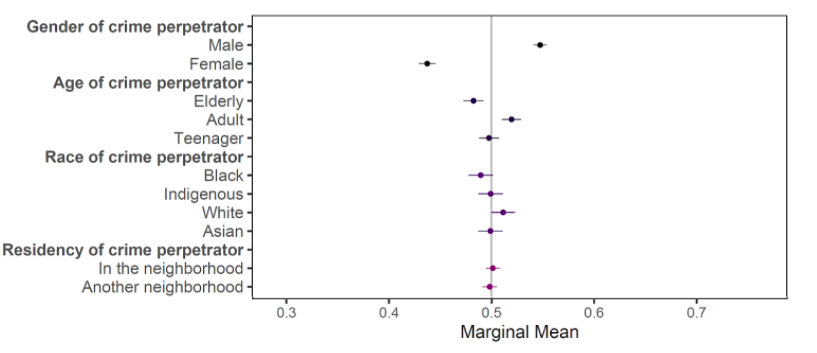 Gender of crime perpetrator
Male
Female
Age of crime perpetrator
Elderly
Adult
Teenager
Race of crime perpetrator
Black
Indigenous
White
Asian
Residency of crime perpetrator
In the neighborhood
Another neighborhood
0.3 0.4 0.5 0.6 0.7
Marginal Mean